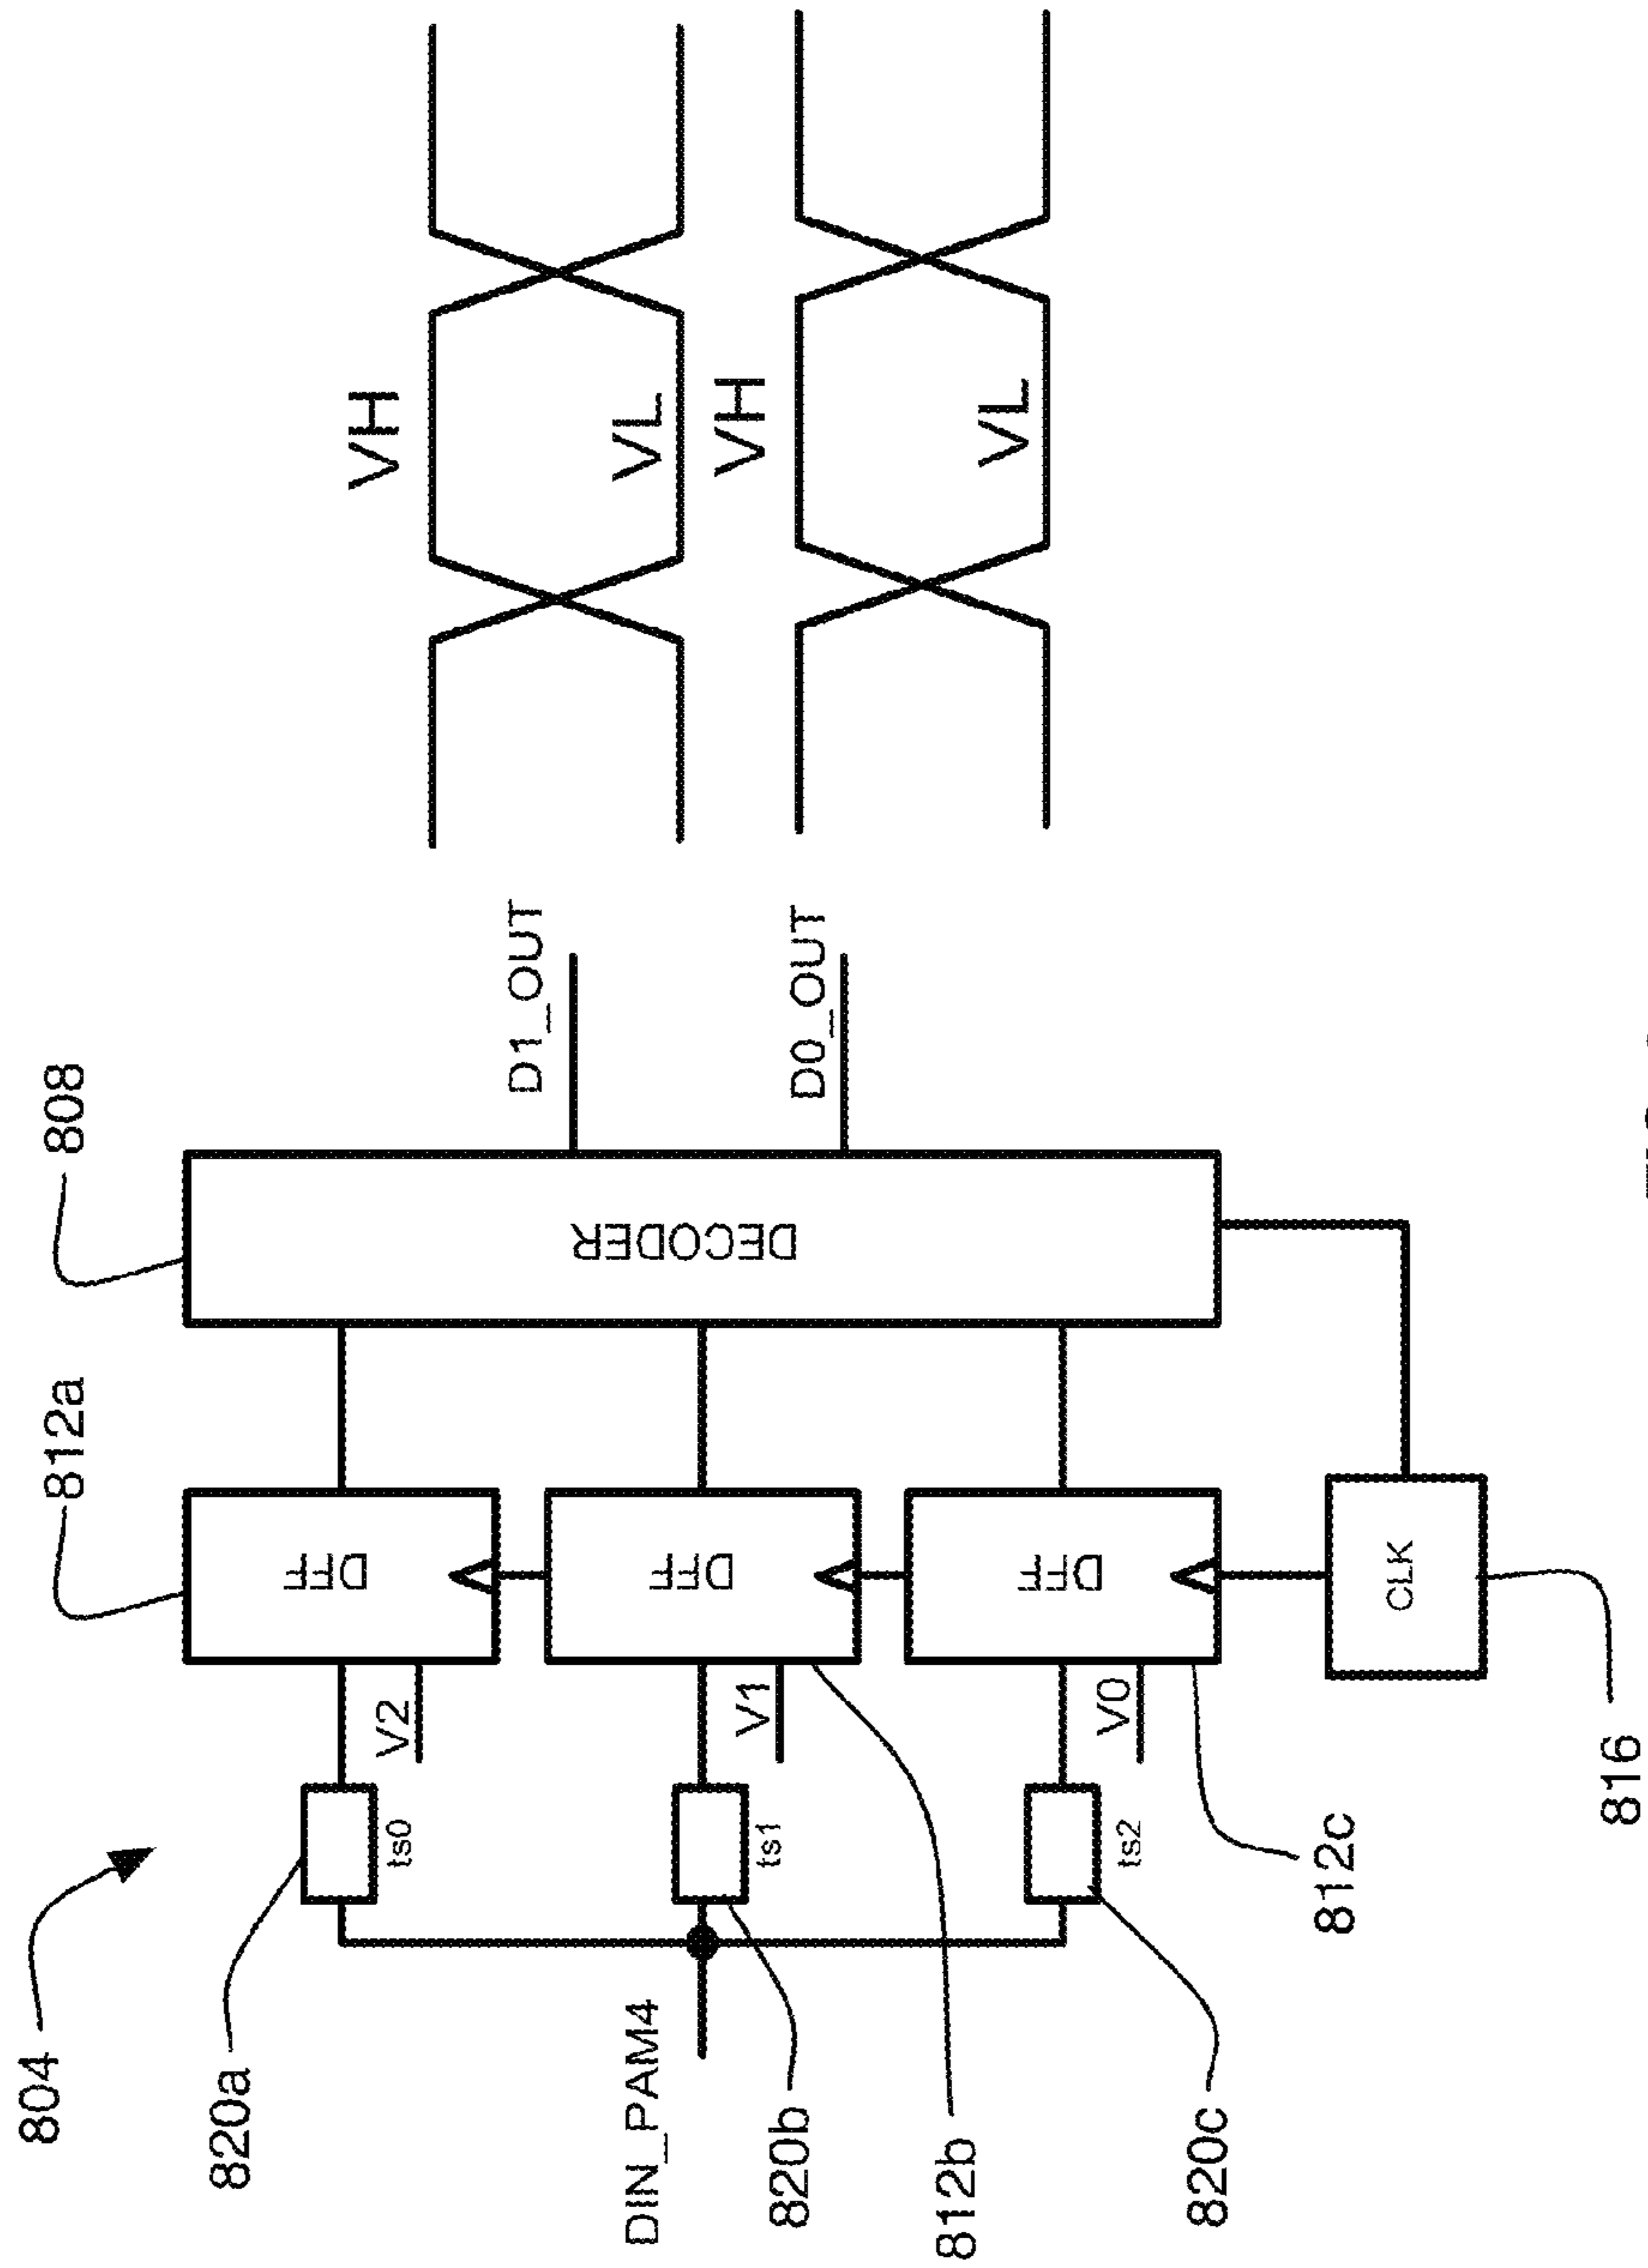 804
820a
ts0
V2
812a
DFF
808
DECODER
DIN_PAM4
820b
ts1
V1
DFF
812b
820c
ts2
V0
DFF
812c
CLK
816
D1_OUT
D0_OUT
VH
VL
VH
VL